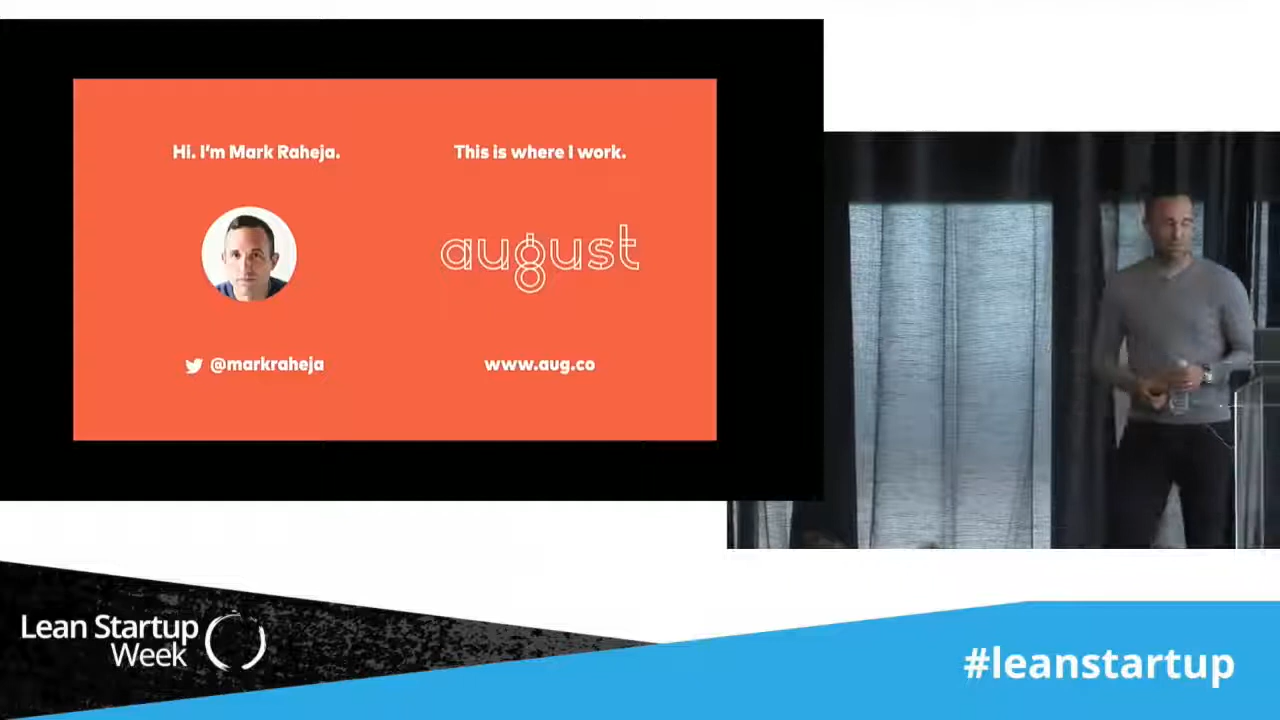 Hi. I'm Mark Raheja.
This is where I work.
august
@markraheja
www.aug.co
Lean Startup
Week
#leanstartup